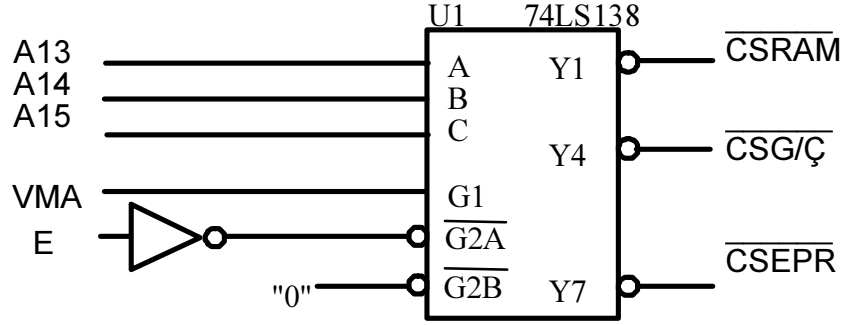 U1 74LS138
A13 A Y1 CSRAM
A14 B
A15 C Y4 CSG/Ç
VMA G1
E G2A
"0" G2B Y7 CSEPR